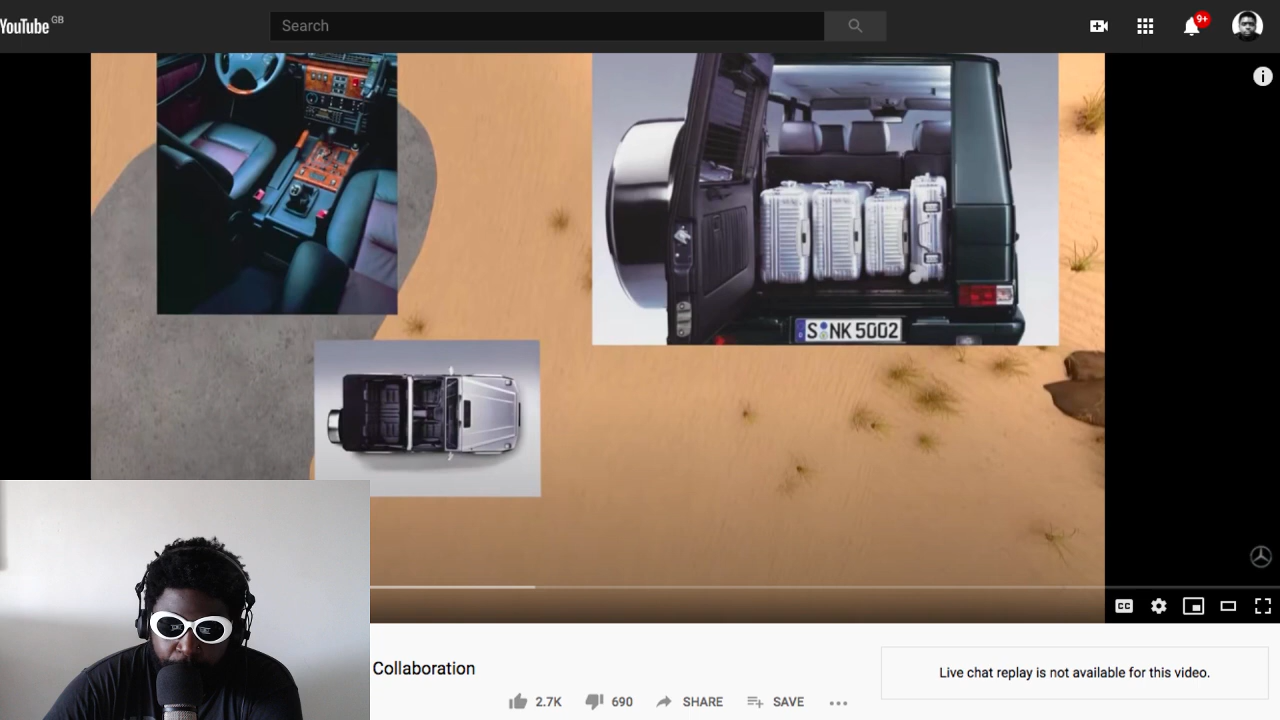 YouTube GB
Search
9+
S NK 5002
Collaboration
2.7K
690
SHARE
SAVE
CC
Live chat replay is not available for this video.